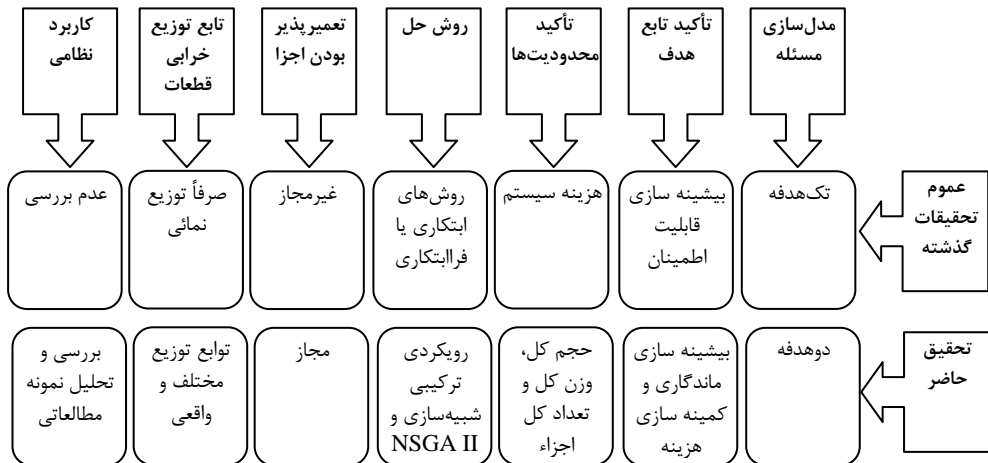 مدل‌سازی
مسئله
تأکید تابع
هدف
تأکید
محدودیت‌ها
روش حل
تعمیرپذیر
بودن اجزا
تابع توزیع
خرابی
قطعات
کاربرد
نظامی
عموم
تحقیقات
گذشته
تک‌هدفه
بیشینه سازی
قابلیت
اطمینان
هزینه سیستم
روش‌های
ابتکاری یا
فراابتکاری
غیرمجاز
صرفاً توزیع
نمائی
عدم بررسی
تحقیق
حاضر
دوهدفه
بیشینه سازی
ماندگاری و
کمینه سازی
هزینه
حجم کل،
وزن کل و
تعداد کل
اجزاء
رویکردی
ترکیبی
شبیه‌سازی و
NSGA II
مجاز
توابع توزیع
مختلف و
واقعی
بررسی و
تحلیل نمونه
مطالعاتی